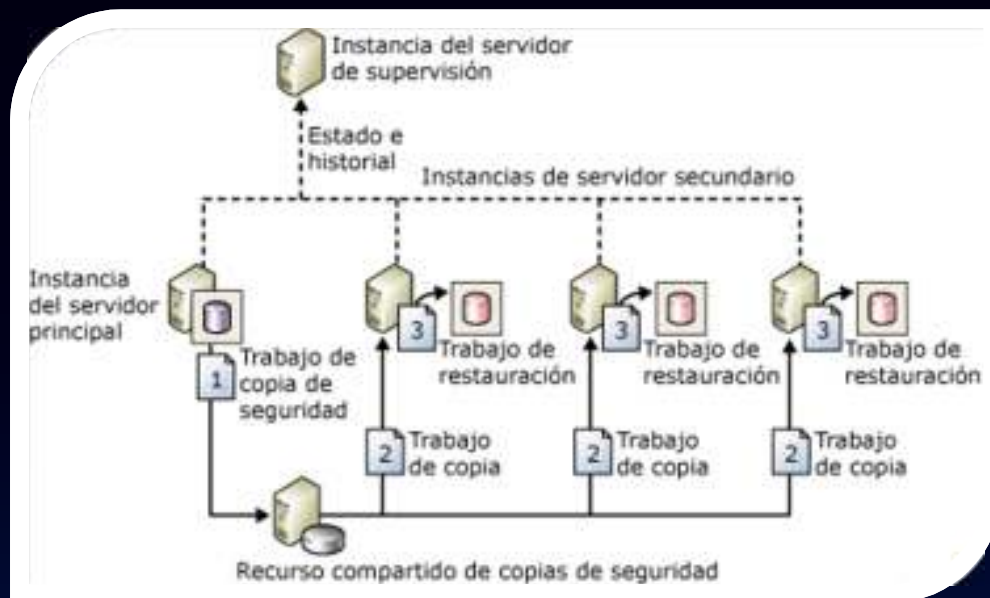 Instancia del servidor
de supervisión
Estado e
historial
Instancias de servidor secundario
Instancia
del servidor
principal
1
Trabajo de
copia de
seguridad
3
Trabajo de
restauración
3
Trabajo de
restauración
3
Trabajo de
restauración
2
Trabajo
de copia
2
Trabajo
de copia
2
Trabajo
de copia
Recurso compartido de copias de seguridad